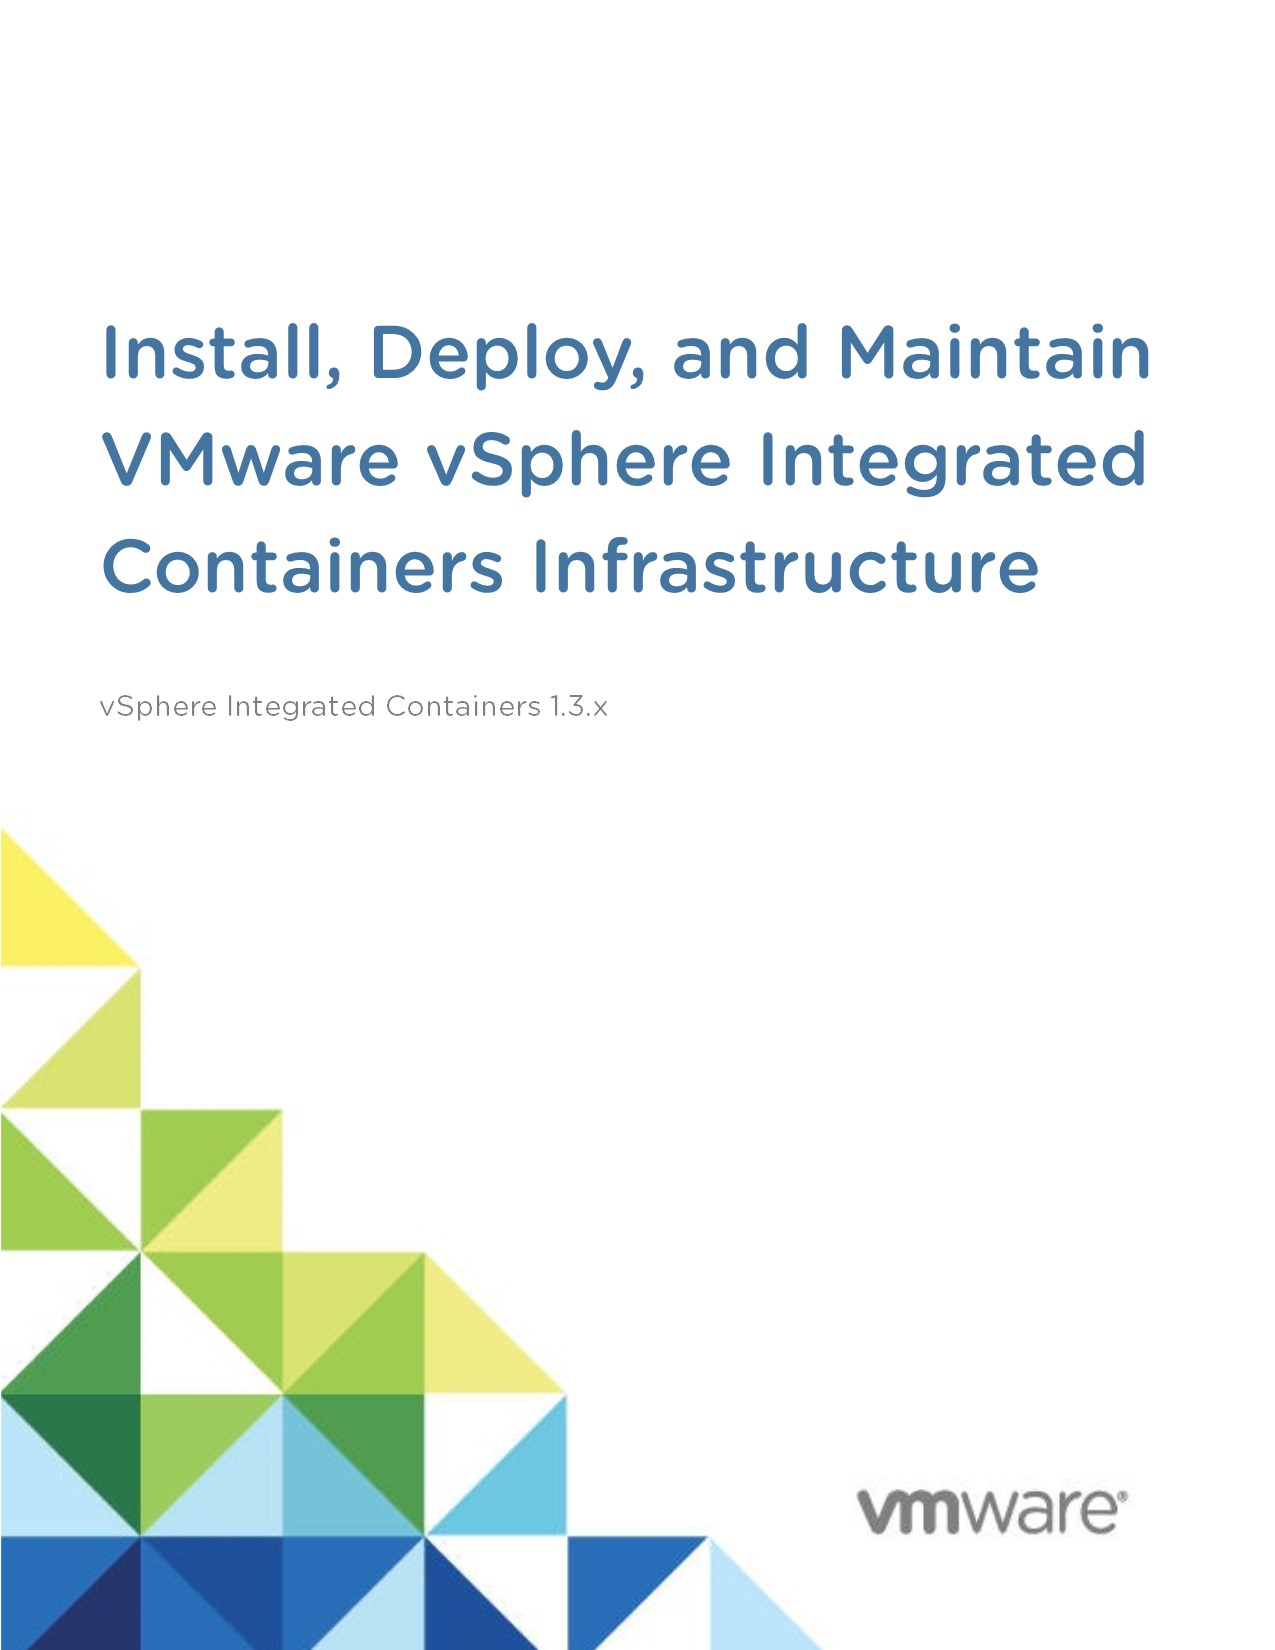 Install, Deploy, and Maintain
VMware vSphere Integrated
Containers Infrastructure
vSphere Integrated Containers 1.3.x
vmware®